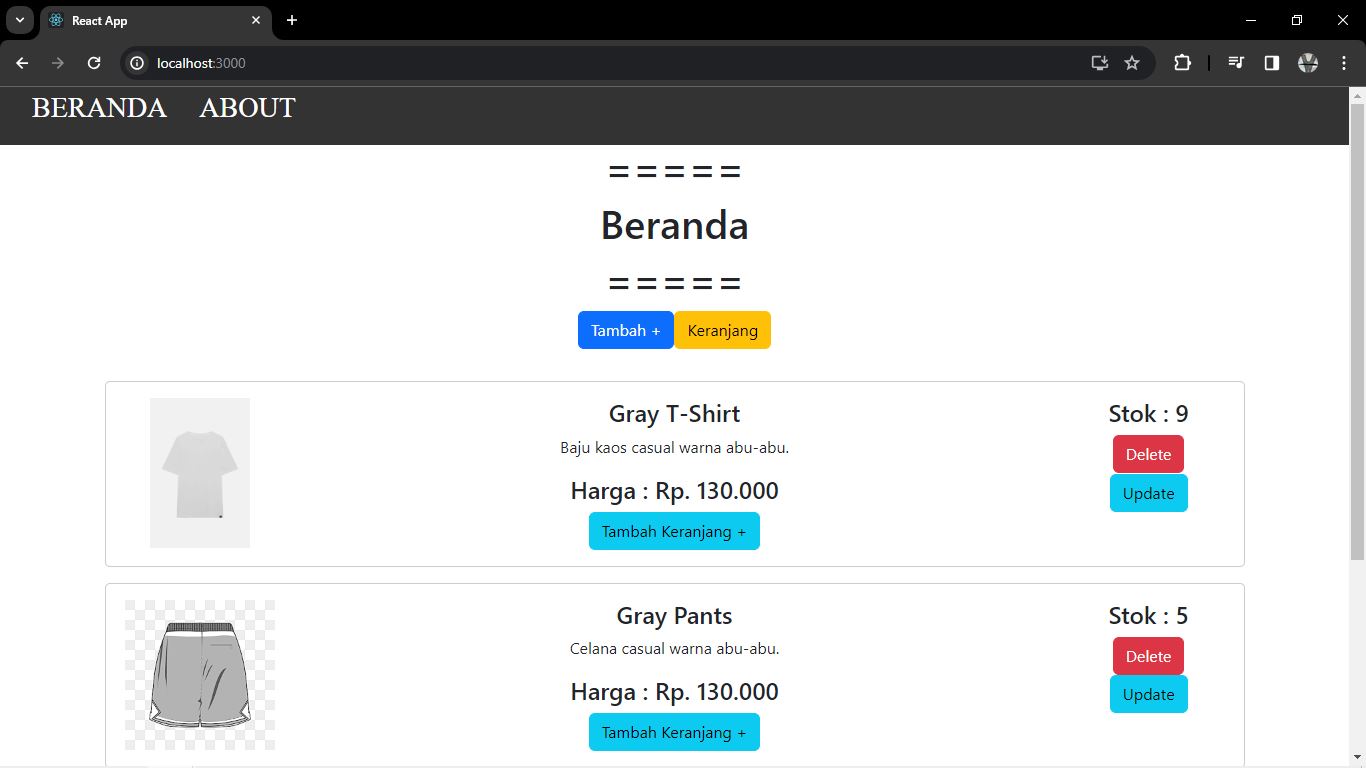 React App
localhost:3000
BERANDA ABOUT
=====
Beranda
=====
Tambah + Keranjang
Gray T-Shirt
Baju kaos casual warna abu-abu.
Harga : Rp. 130.000
Tambah Keranjang +
Stok : 9
Delete
Update
Gray Pants
Celana casual warna abu-abu.
Harga : Rp. 130.000
Tambah Keranjang +
Stok : 5
Delete
Update